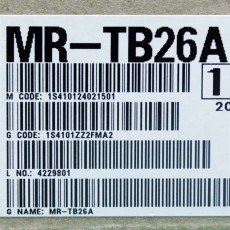 MR-TB26A
1
M CODE: 1S410124021501
20
G CODE: 1S4101ZZ2FMA2
L NO.: 4229801
G NAME: MR-TB26A